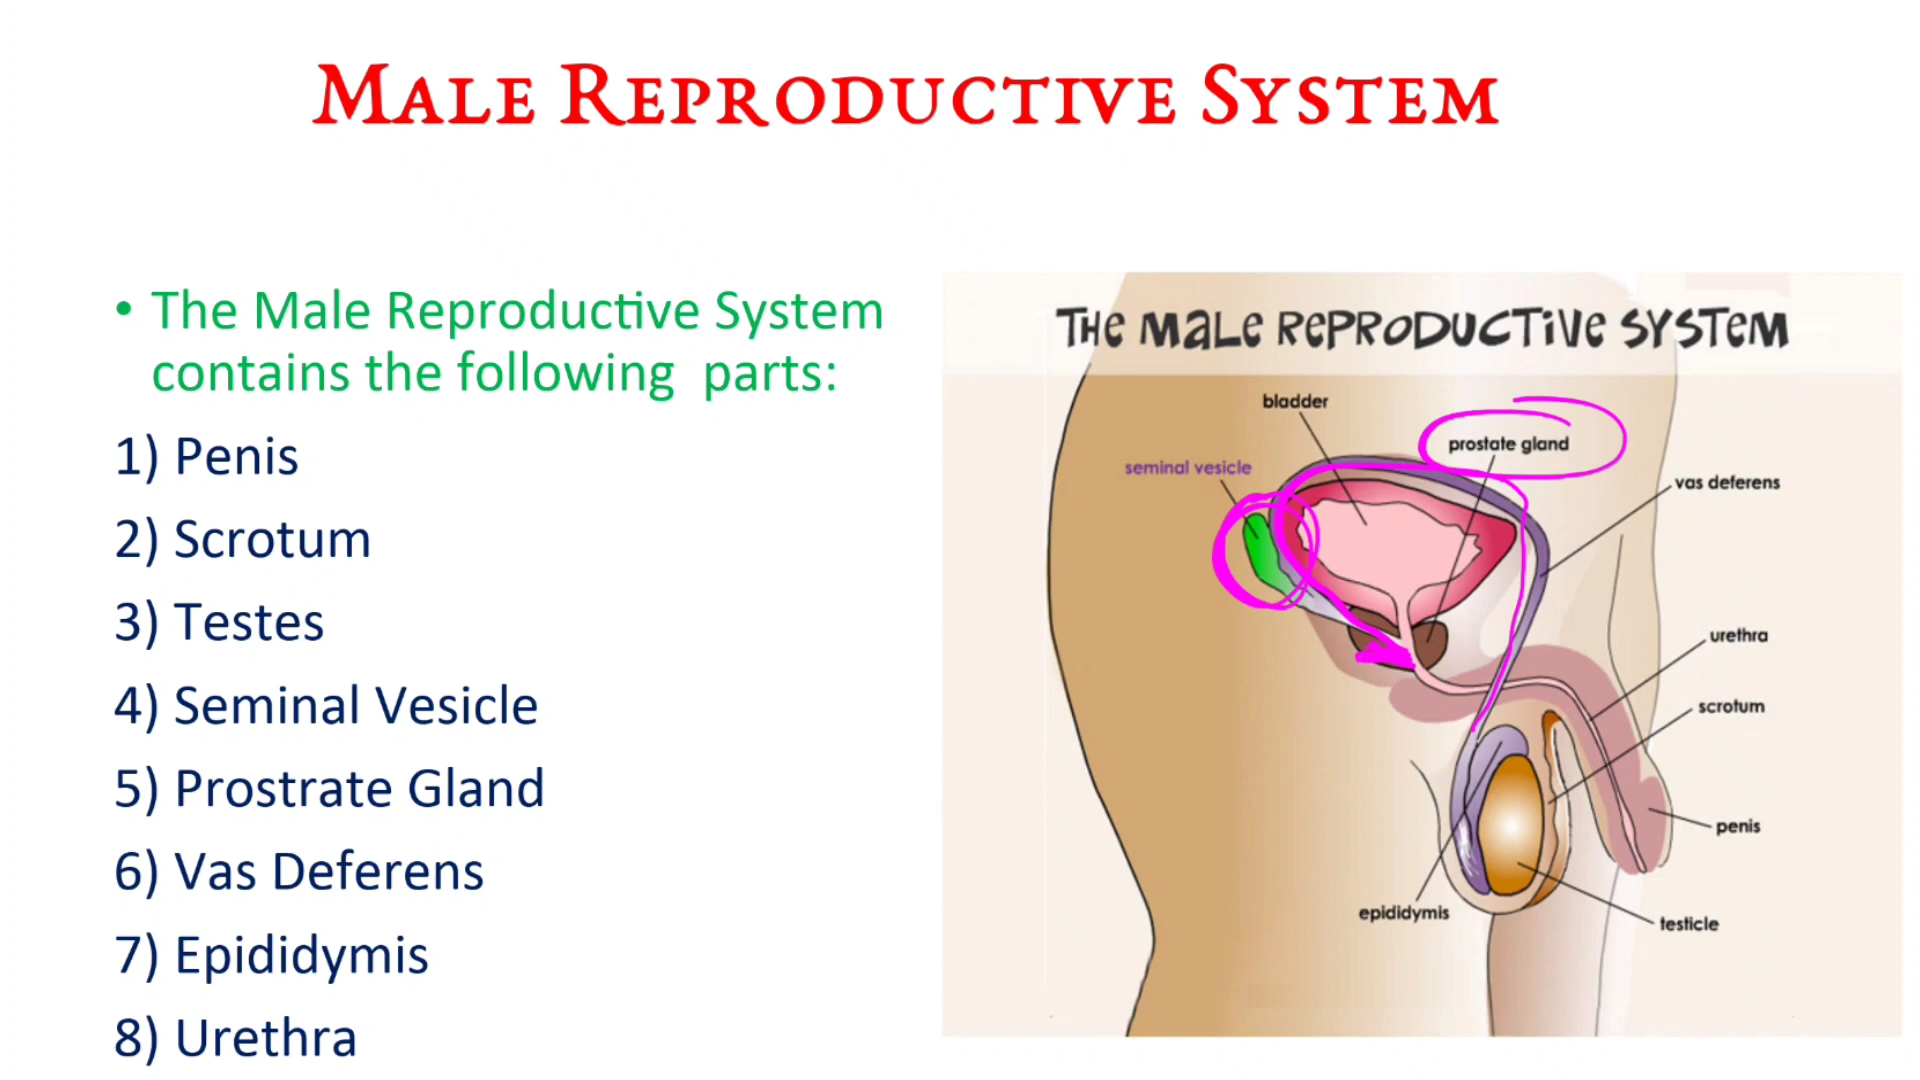 Male Reproductive System
• The Male Reproductive System
contains the following parts:
1) Penis
2) Scrotum
3) Testes
4) Seminal Vesicle
5) Prostrate Gland
6) Vas Deferens
7) Epididymis
8) Urethra
THe MaLe RePRODUCTiVe SYSTeM
bladder
prostate gland
seminal vesicle
vas deferens
urethra
scrotum
penis
epididymis
testicle